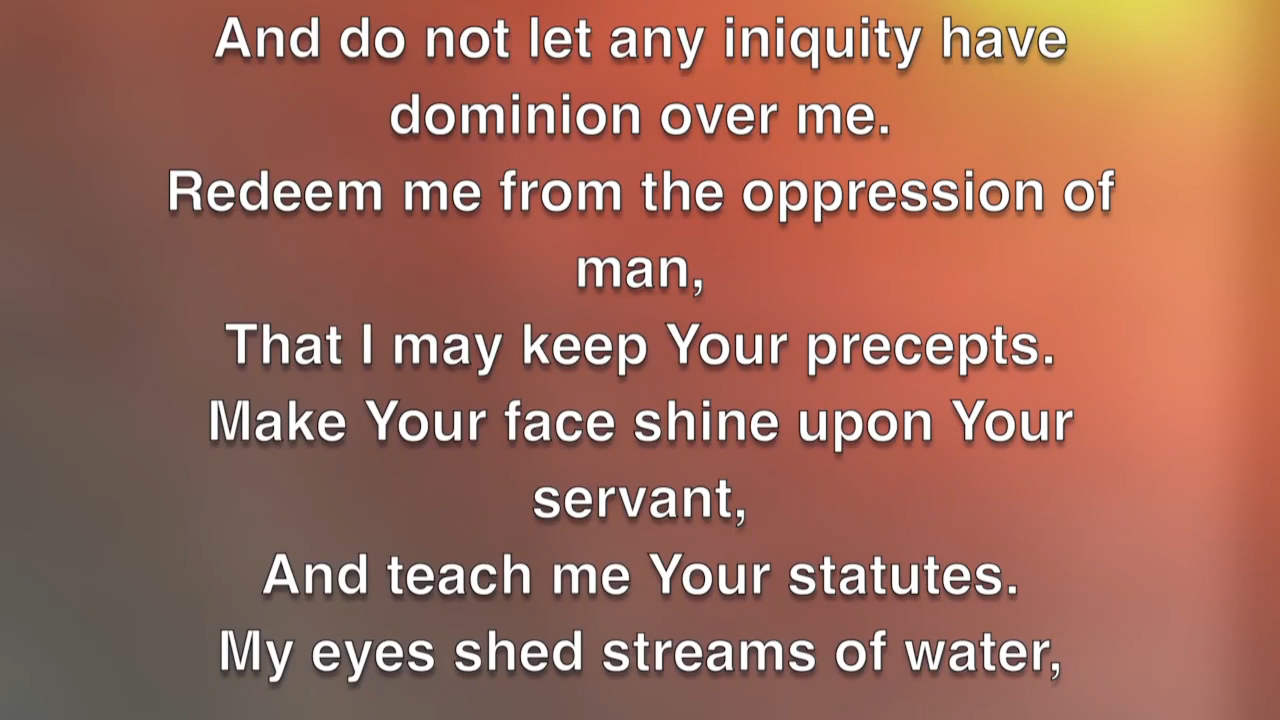 And do not let any iniquity have
dominion over me.
Redeem me from the oppression of
man,
That I may keep Your precepts.
Make Your face shine upon Your
servant,
And teach me Your statutes.
My eyes shed streams of water,